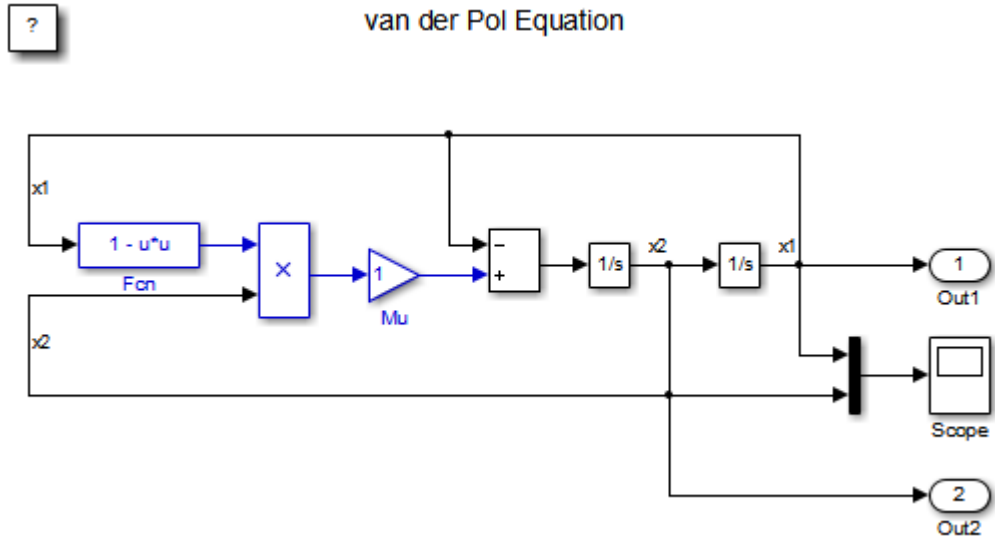 ?
van der Pol Equation
x1
1 - u*u
Fcn
×
1
Mu
−
+
1/s
x2
1/s
x1
1
Out1
x2
Scope
2
Out2